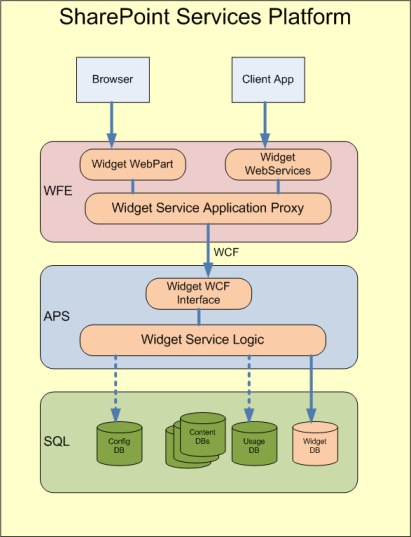 SharePoint Services Platform
Browser
Client App
Widget WebPart
Widget
WebServices
WFE
Widget Service Application Proxy
WCF
Widget WCF
Interface
APS
Widget Service Logic
SQL
Config
DB
Content
DBs
Usage
DB
Widget
DB